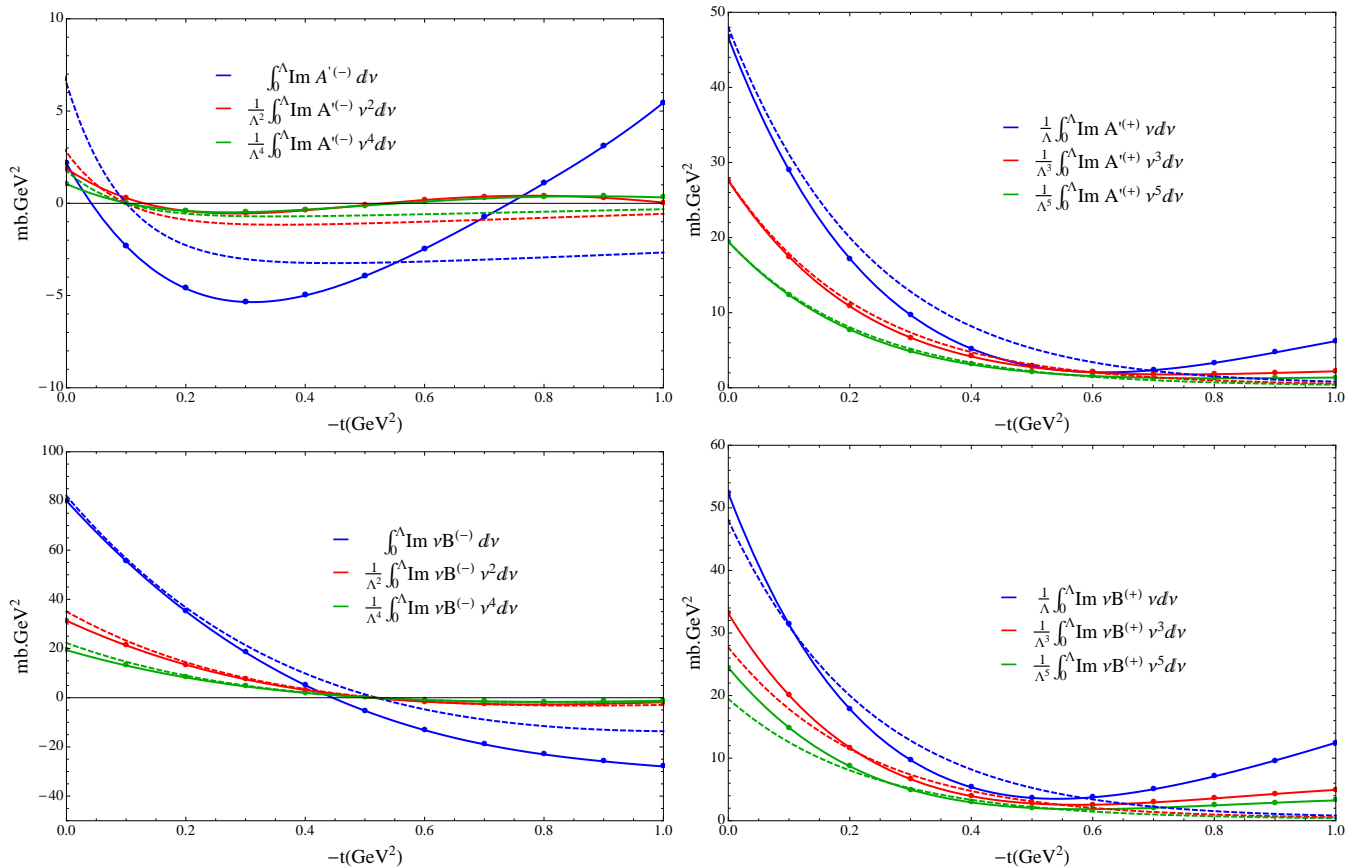 10
5
0
−5
−10
mb.GeV²
∫₀^Λ Im A'⁽⁻⁾ dν
1/Λ² ∫₀^Λ Im A'⁽⁻⁾ ν² dν
1/Λ⁴ ∫₀^Λ Im A'⁽⁻⁾ ν⁴ dν
0.0 0.2 0.4 0.6 0.8 1.0
−t(GeV²)
50
40
30
20
10
0
mb.GeV²
1/Λ ∫₀^Λ Im A'⁽⁺⁾ ν dν
1/Λ³ ∫₀^Λ Im A'⁽⁺⁾ ν³ dν
1/Λ⁵ ∫₀^Λ Im A'⁽⁺⁾ ν⁵ dν
0.0 0.2 0.4 0.6 0.8 1.0
−t(GeV²)
100
80
60
40
20
0
−20
−40
mb.GeV²
∫₀^Λ Im νB⁽⁻⁾ dν
1/Λ² ∫₀^Λ Im νB⁽⁻⁾ ν² dν
1/Λ⁴ ∫₀^Λ Im νB⁽⁻⁾ ν⁴ dν
0.0 0.2 0.4 0.6 0.8 1.0
−t(GeV²)
60
50
40
30
20
10
0
mb.GeV²
1/Λ ∫₀^Λ Im νB⁽⁺⁾ ν dν
1/Λ³ ∫₀^Λ Im νB⁽⁺⁾ ν³ dν
1/Λ⁵ ∫₀^Λ Im νB⁽⁺⁾ ν⁵ dν
0.0 0.2 0.4 0.6 0.8 1.0
−t(GeV²)